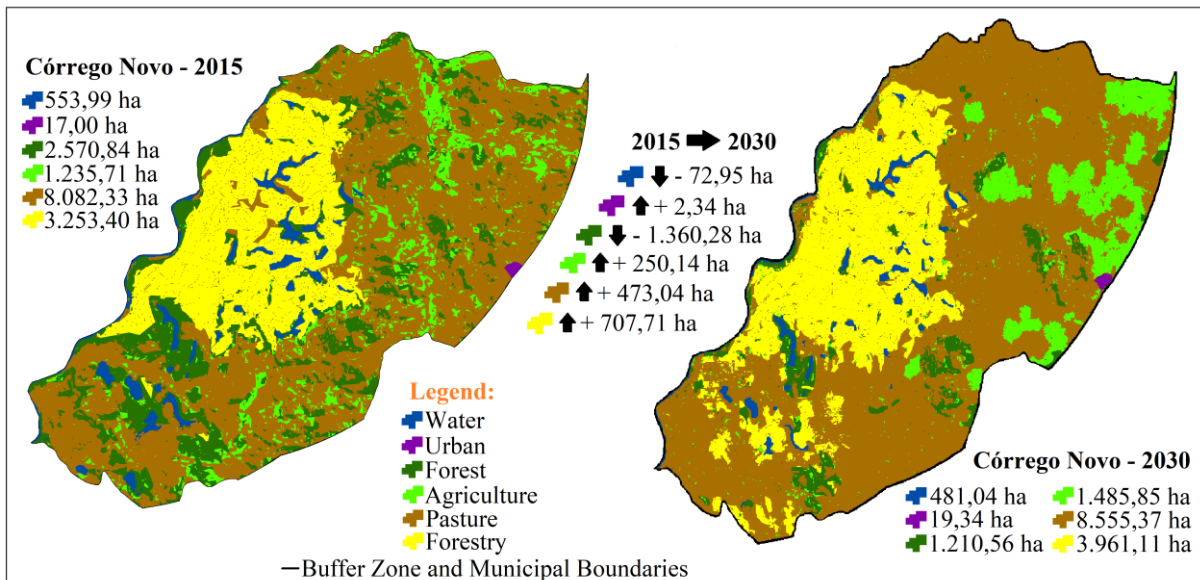 Córrego Novo - 2015
553,99 ha
17,00 ha
2.570,84 ha
1.235,71 ha
8.082,33 ha
3.253,40 ha
2015 2030
- 72,95 ha
+ 2,34 ha
- 1.360,28 ha
+ 250,14 ha
+ 473,04 ha
+ 707,71 ha
Legend:
Water
Urban
Forest
Agriculture
Pasture
Forestry
Buffer Zone and Municipal Boundaries
Córrego Novo - 2030
481,04 ha 1.485,85 ha
19,34 ha 8.555,37 ha
1.210,56 ha 3.961,11 ha